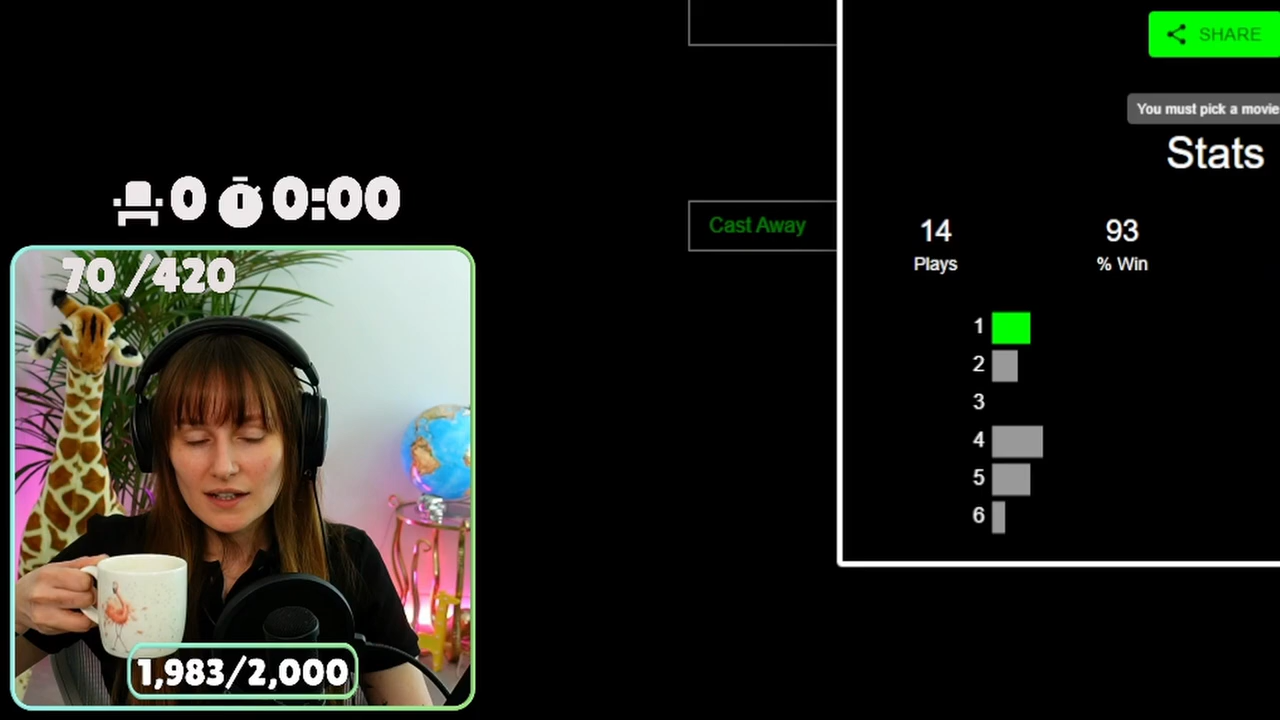 SHARE
You must pick a movie
Stats
0 0:00
Cast Away
14
Plays
93
% Win
70 /420
1
2
3
4
5
6
1,983/2,000